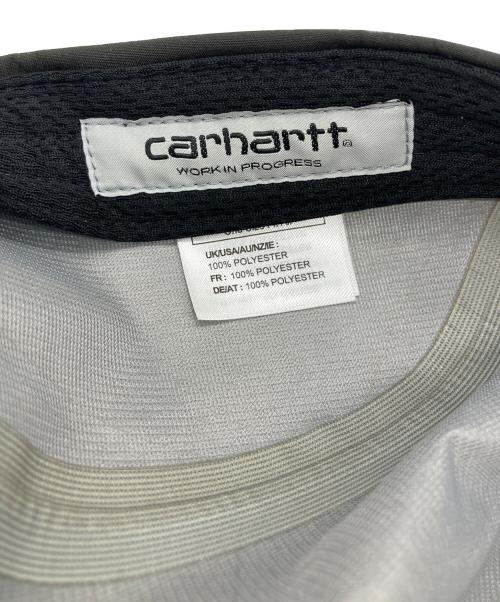 carhartt
WORK IN PROGRESS
UK/USA/AU/NZ/IE :
100% POLYESTER
FR : 100% POLYESTER
DE/AT : 100% POLYESTER